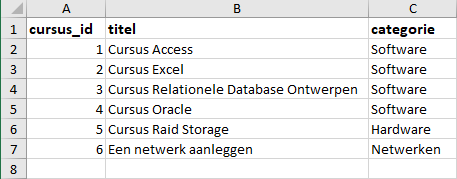 A B C
1 cursus_id titel categorie
2 1 Cursus Access Software
3 2 Cursus Excel Software
4 3 Cursus Relationele Database Ontwerpen Software
5 4 Cursus Oracle Software
6 5 Cursus Raid Storage Hardware
7 6 Een netwerk aanleggen Netwerken
8